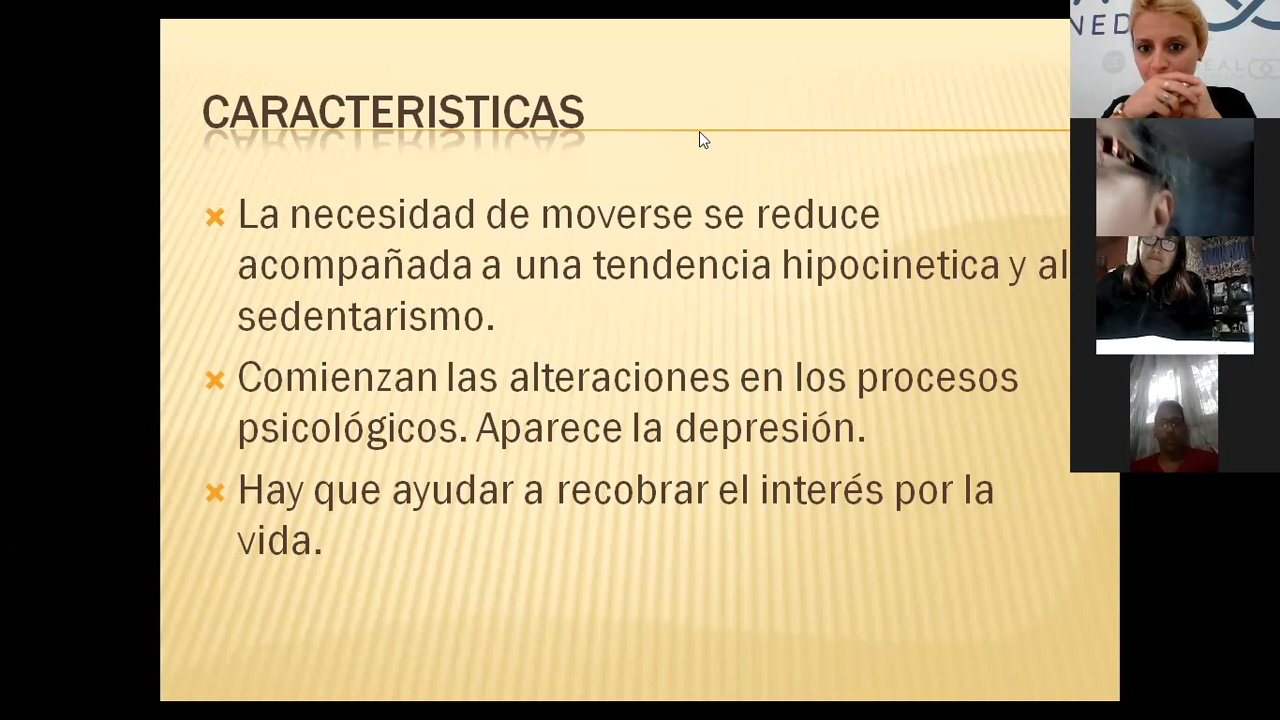 CARACTERISTICAS
La necesidad de moverse se reduce
acompañada a una tendencia hipocinetica y al
sedentarismo.
Comienzan las alteraciones en los procesos
psicológicos. Aparece la depresión.
Hay que ayudar a recobrar el interés por la
vida.
NED